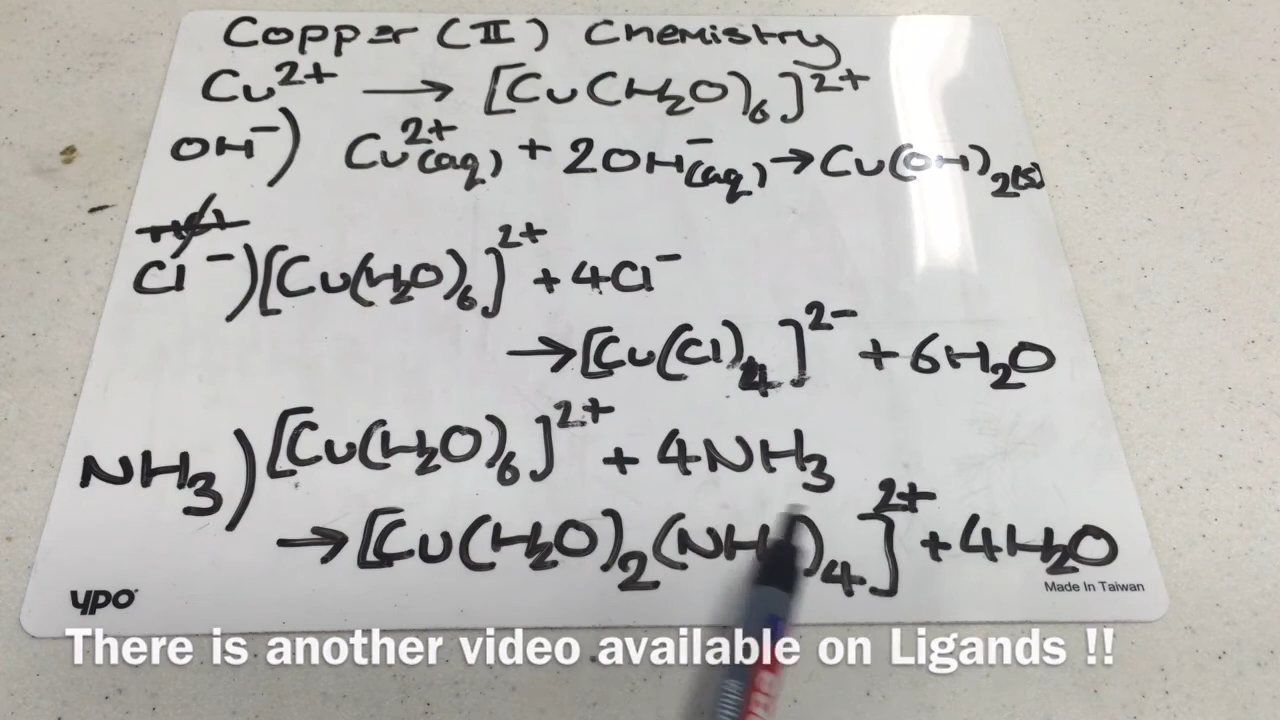 Copper (II) Chemistry
Cu²⁺ → [Cu(H₂O)₆]²⁺
OH⁻) Cu²⁺(aq) + 2OH⁻(aq) → Cu(OH)₂(s)
Cl⁻) [Cu(H₂O)₆]²⁺ + 4Cl⁻
→ [Cu(Cl)₄]²⁻ + 6H₂O
NH₃) [Cu(H₂O)₆]²⁺ + 4NH₃
→ [Cu(H₂O)₂(NH )₄]²⁺ + 4H₂O
Made In Taiwan
ypo
There is another video available on Ligands !!